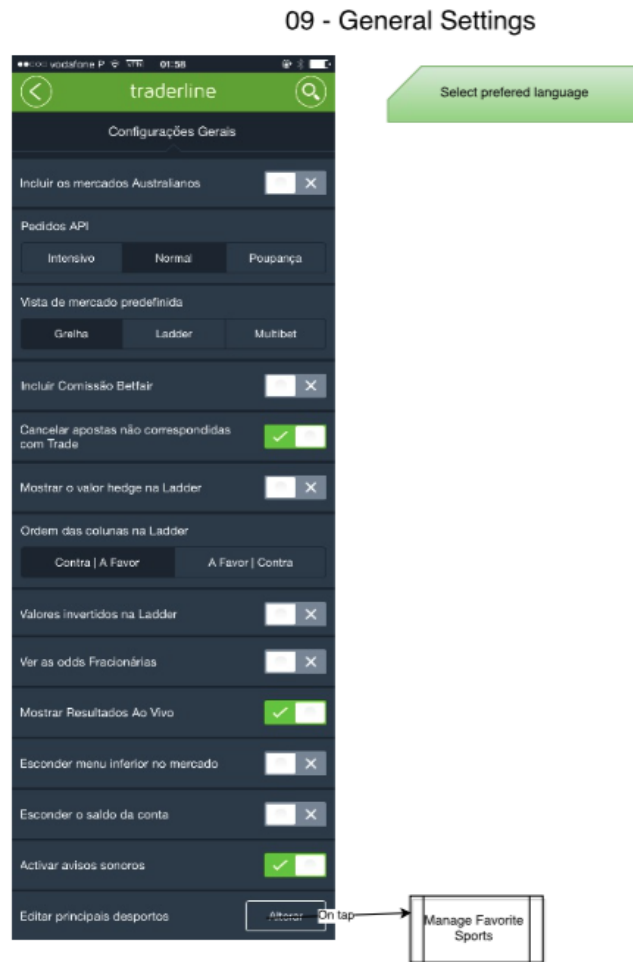 09 - General Settings
vodafone P 01:58
traderline
Select prefered language
Configurações Gerais
Incluir os mercados Australianos
Pedidos API
Intensivo Normal Poupança
Vista de mercado predefinida
Grelha Ladder Multibet
Incluir Comissão Betfair
Cancelar apostas não correspondidas
com Trade
Mostrar o valor hedge na Ladder
Ordem das colunas na Ladder
Contra | A Favor A Favor | Contra
Valores invertidos na Ladder
Ver as odds Fracionárias
Mostrar Resultados Ao Vivo
Esconder menu inferior no mercado
Esconder o saldo da conta
Activar avisos sonoros
Editar principais desportos Alterar On tap
Manage Favorite
Sports